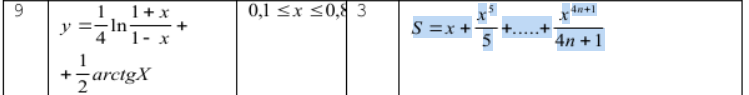 9 y = 1/4 ln (1 + x)/(1 - x) + 0,1 ≤ x ≤ 0,8 3 S = x + x^5/5 + ..... + x^(4n+1)/(4n + 1)
+ 1/2 arctgX